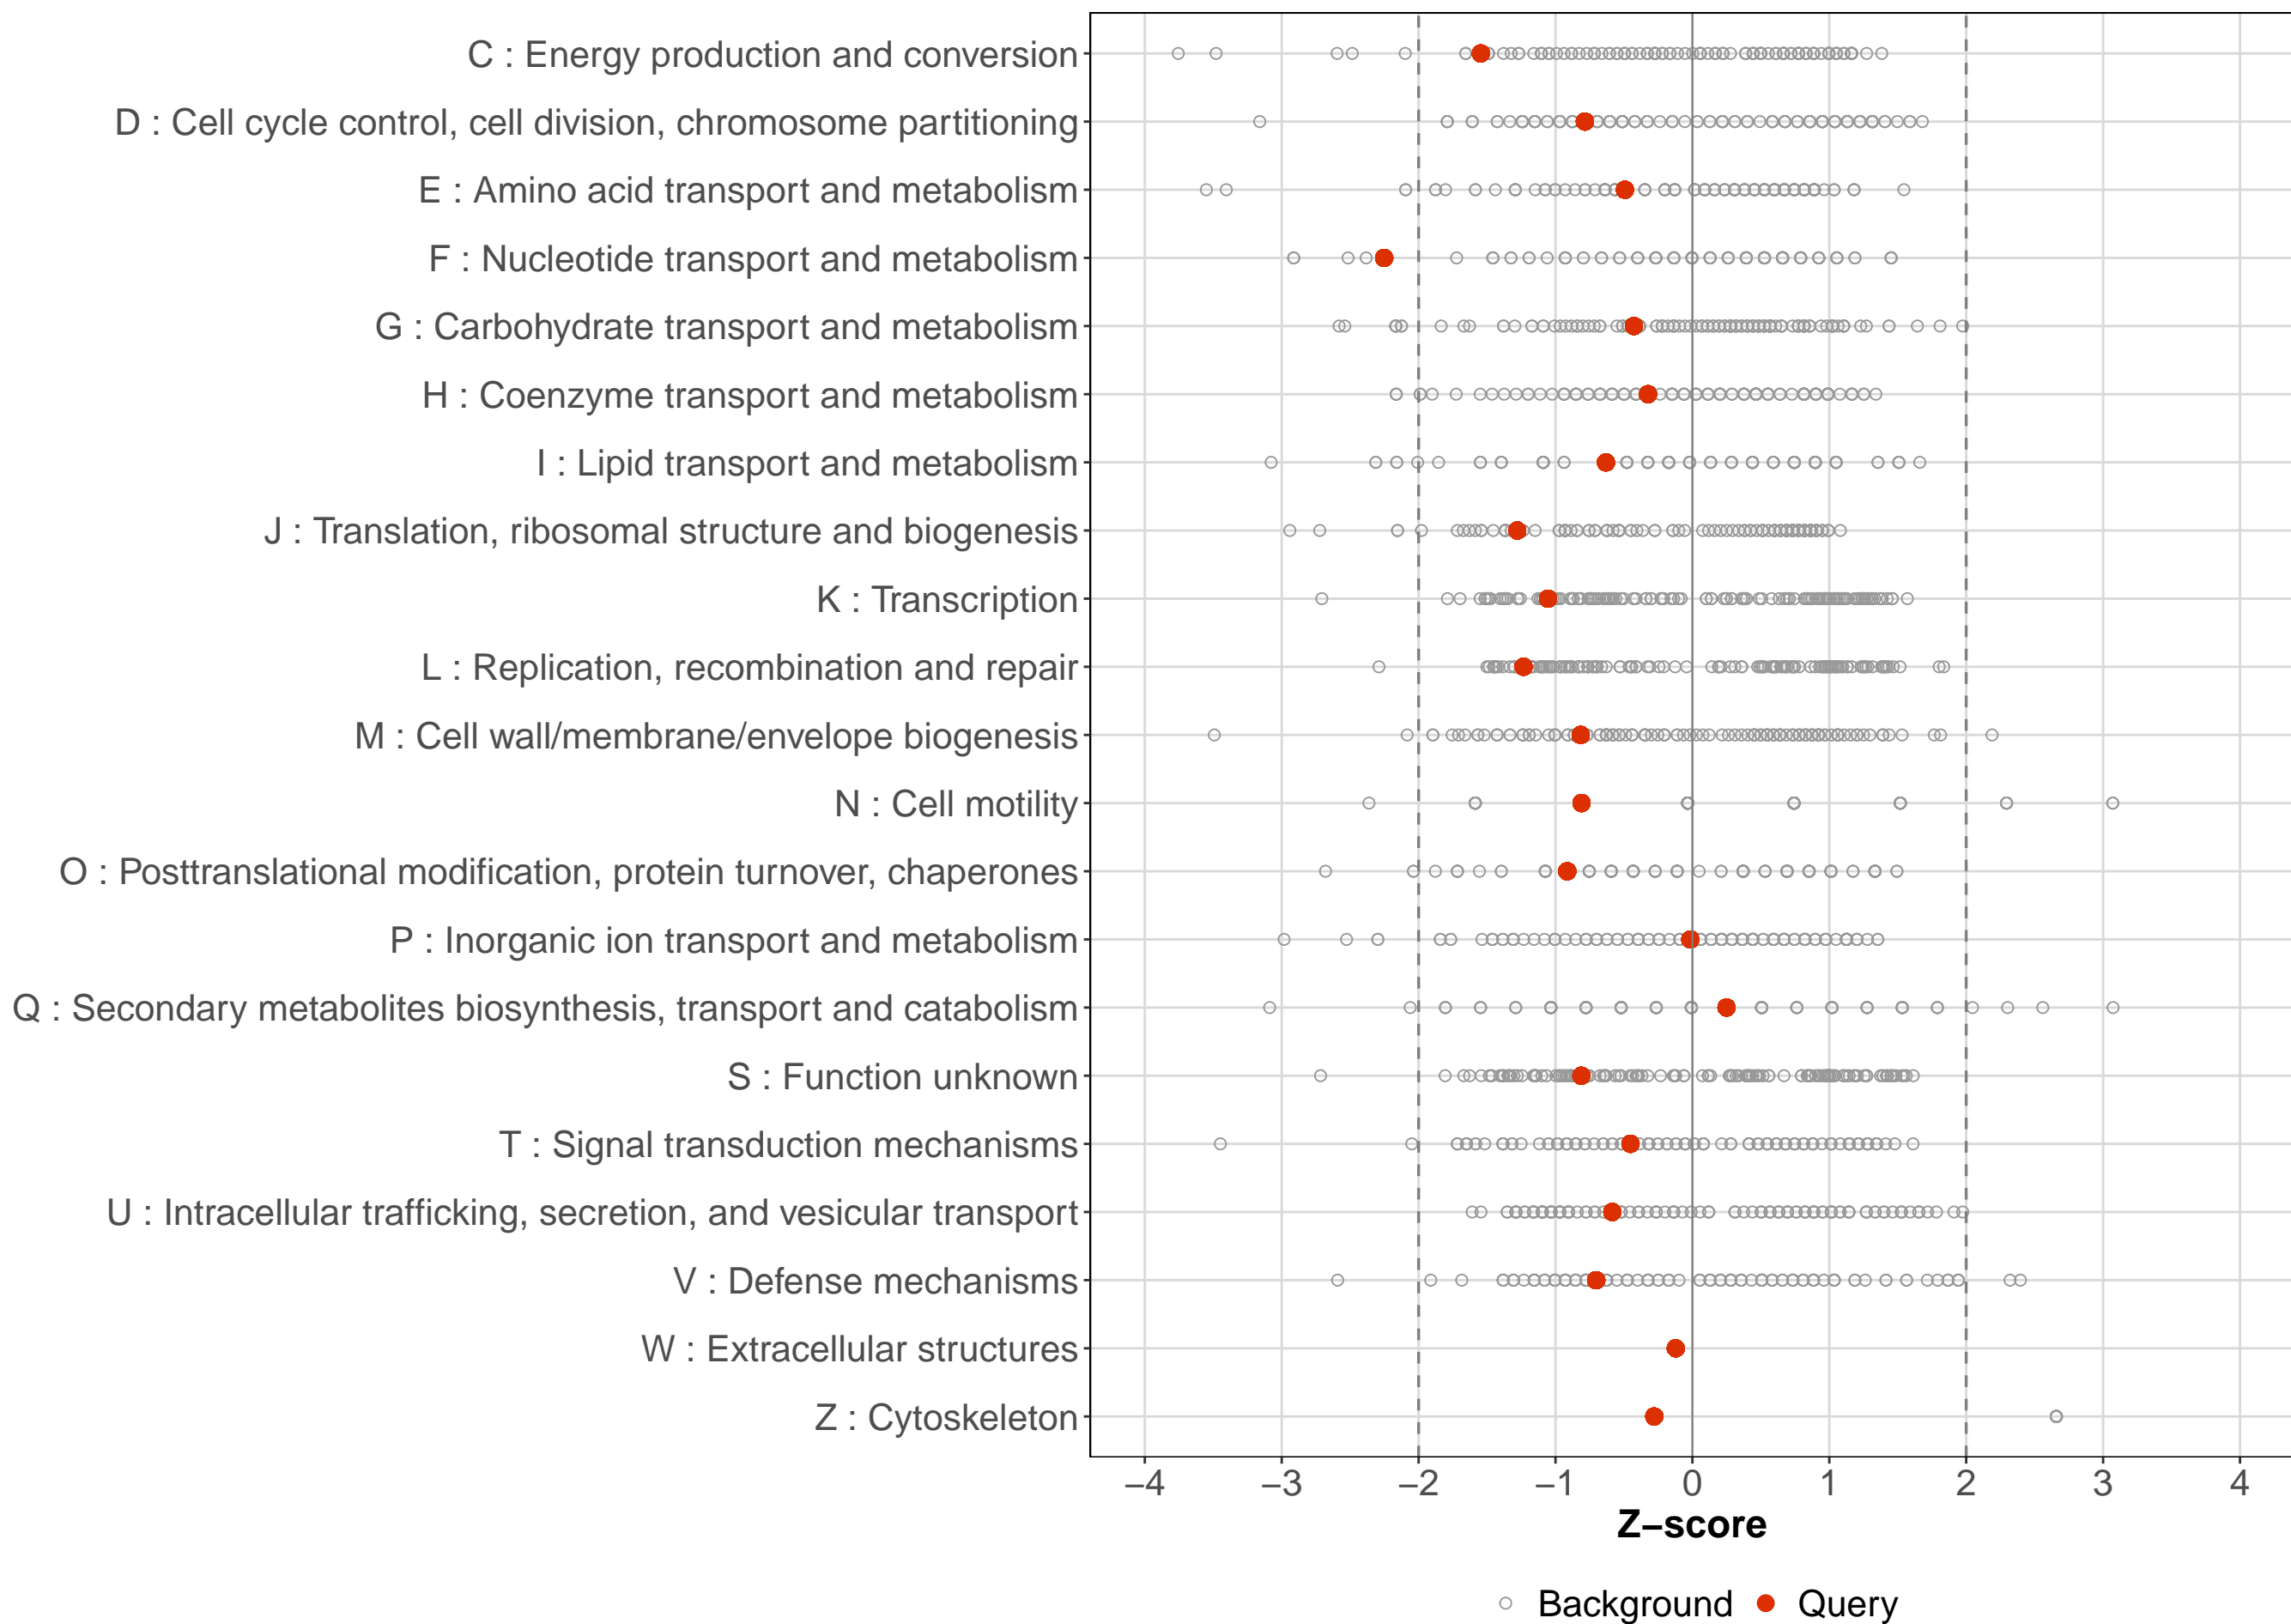 C : Energy production and conversion
D : Cell cycle control, cell division, chromosome partitioning
E : Amino acid transport and metabolism
F : Nucleotide transport and metabolism
G : Carbohydrate transport and metabolism
H : Coenzyme transport and metabolism
I : Lipid transport and metabolism
J : Translation, ribosomal structure and biogenesis
K : Transcription
L : Replication, recombination and repair
M : Cell wall/membrane/envelope biogenesis
N : Cell motility
O : Posttranslational modification, protein turnover, chaperones
P : Inorganic ion transport and metabolism
Q : Secondary metabolites biosynthesis, transport and catabolism
S : Function unknown
T : Signal transduction mechanisms
U : Intracellular trafficking, secretion, and vesicular transport
V : Defense mechanisms
W : Extracellular structures
Z : Cytoskeleton
−4 −3 −2 −1 0 1 2 3 4
Z−score
Background Query